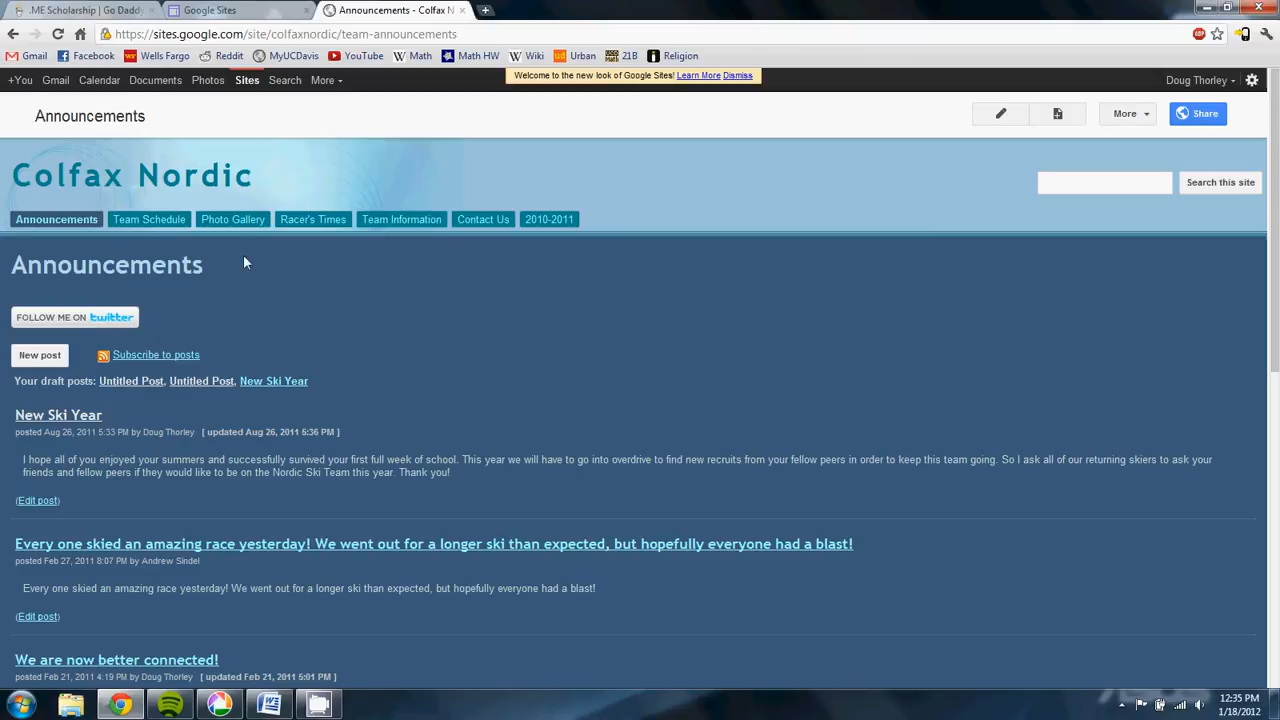 .ME Scholarship | Go Daddy
Google Sites
Announcements - Colfax N
https://sites.google.com/site/colfaxnordic/team-announcements
Gmail Facebook Wells Fargo Reddit MyUCDavis YouTube Math Math HW Wiki Urban 21B Religion
+You Gmail Calendar Documents Photos Sites Search More
Welcome to the new look of Google Sites! Learn More Dismiss
Doug Thorley
Announcements
More Share
Colfax Nordic
Search this site
Announcements Team Schedule Photo Gallery Racer's Times Team Information Contact Us 2010-2011
Announcements
FOLLOW ME ON twitter
New post Subscribe to posts
Your draft posts: Untitled Post, Untitled Post, New Ski Year
New Ski Year
posted Aug 26, 2011 5:33 PM by Doug Thorley [ updated Aug 26, 2011 5:36 PM ]
I hope all of you enjoyed your summers and successfully survived your first full week of school. This year we will have to go into overdrive to find new recruits from your fellow peers in order to keep this team going. So I ask all of our returning skiers to ask your
friends and fellow peers if they would like to be on the Nordic Ski Team this year. Thank you!
(Edit post)
Every one skied an amazing race yesterday! We went out for a longer ski than expected, but hopefully everyone had a blast!
posted Feb 27, 2011 8:07 PM by Andrew Sindel
Every one skied an amazing race yesterday! We went out for a longer ski than expected, but hopefully everyone had a blast!
(Edit post)
We are now better connected!
posted Feb 21, 2011 4:19 PM by Doug Thorley [ updated Feb 21, 2011 5:01 PM ]
12:35 PM
1/18/2012